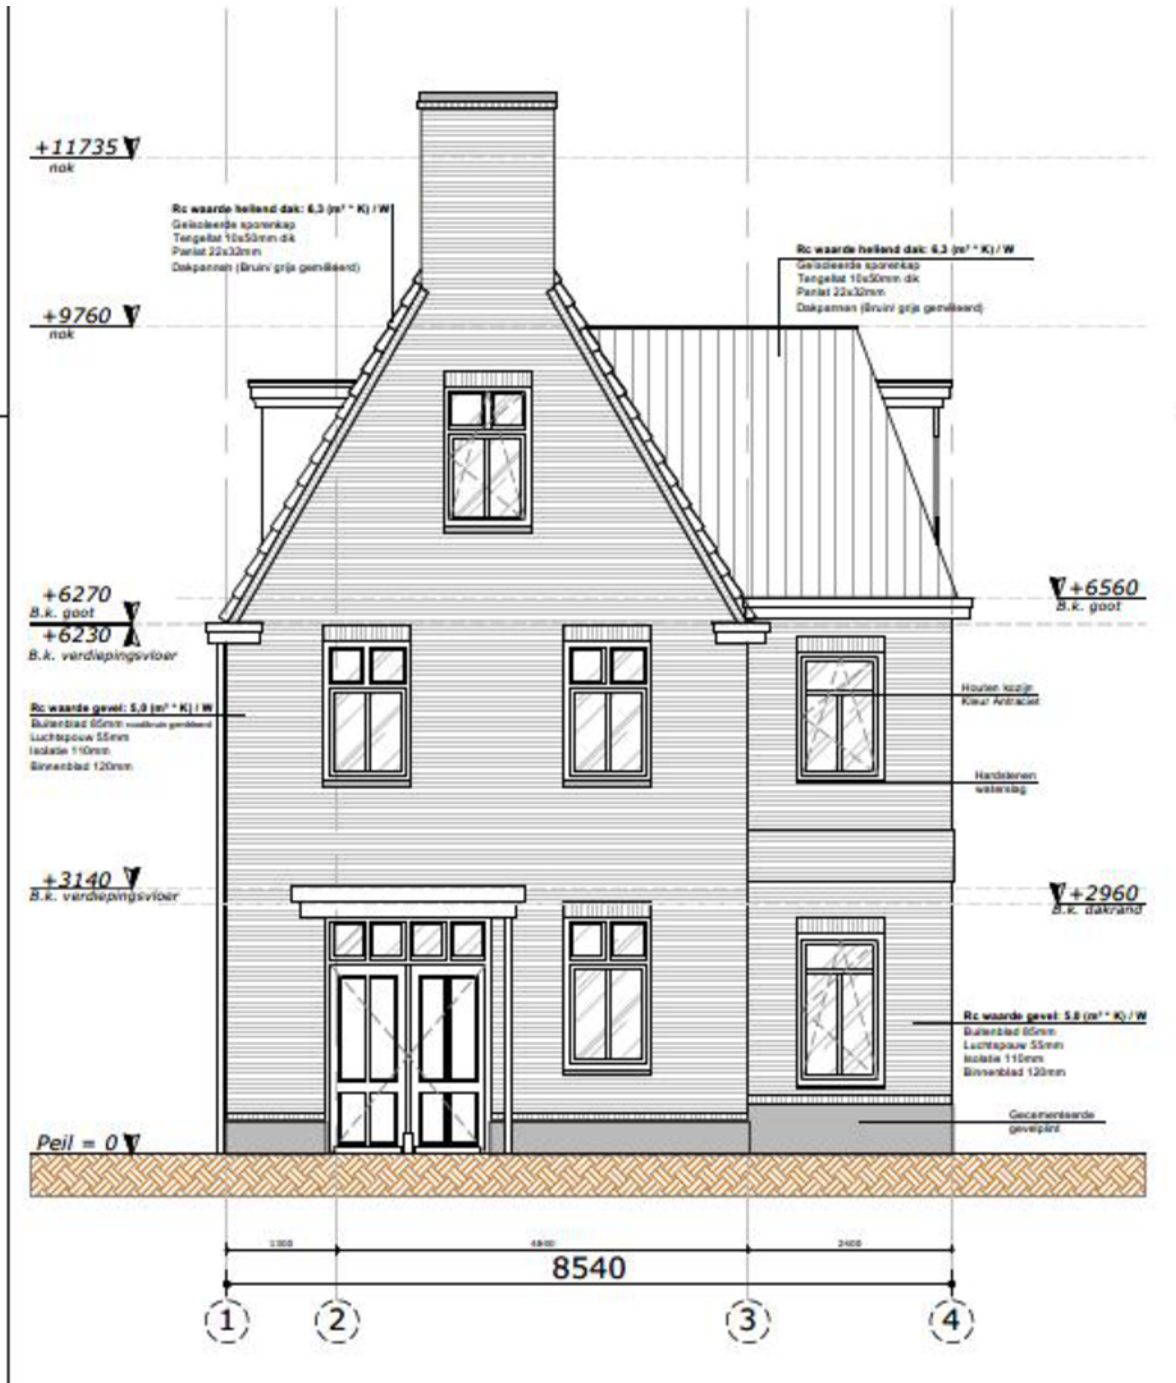 +11735
nok
Rc waarde hellend dak: 6,3 (m² * K) / W
Geïsoleerde sporenkap
Tengellat 10x50mm dik
Panlat 22x32mm
Dakpannen (Bruin/ grijs gemêleerd)
Rc waarde hellend dak: 6,3 (m² * K) / W
Geïsoleerde sporenkap
Tengellat 10x50mm dik
Panlat 22x32mm
Dakpannen (Bruin/ grijs gemêleerd)
+9760
nok
+6270
B.k. goot
+6230
B.k. verdiepingsvloer
+6560
B.k. goot
Rc waarde gevel: 5,0 (m² * K) / W
Buitenblad 85mm
Luchtspouw 55mm
Isolatie 110mm
Binnenblad 120mm
Houten kozijn
Kleur Antraciet
Hardstenen
waterslag
+3140
B.k. verdiepingsvloer
+2960
B.k. dakrand
Rc waarde gevel: 5,0 (m² * K) / W
Buitenblad 85mm
Luchtspouw 55mm
Isolatie 110mm
Binnenblad 120mm
Gecementeerde
gevelplint
Peil = 0
1300
2400
8540
1
2
3
4